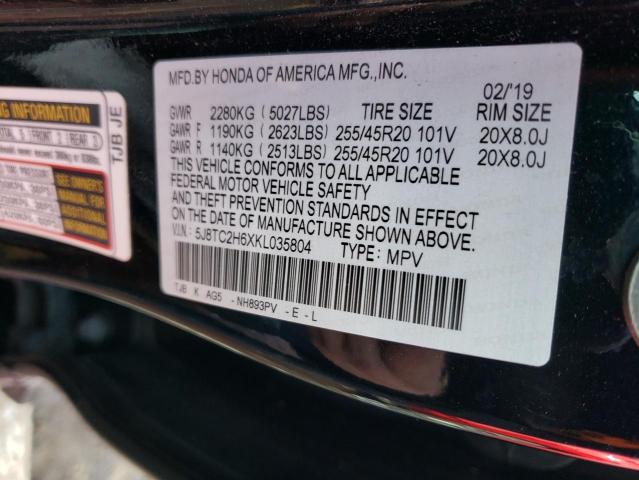 MFD.BY HONDA OF AMERICA MFG.,INC.
02/'19
GVWR 2280KG (5027LBS) TIRE SIZE RIM SIZE
GAWR F 1190KG (2623LBS) 255/45R20 101V 20X8.0J
GAWR R 1140KG (2513LBS) 255/45R20 101V 20X8.0J
THIS VEHICLE CONFORMS TO ALL APPLICABLE
FEDERAL MOTOR VEHICLE SAFETY
AND THEFT PREVENTION STANDARDS IN EFFECT
ON THE DATE OF MANUFACTURE SHOWN ABOVE.
V.I.N: 5J8TC2H6XKL035804 TYPE: MPV
TJB K AG5 -NH893PV -E-L
INFORMATION
TJB JE
SEE OWNER'S
MANUAL FOR
ADDITIONAL
INFORMATION